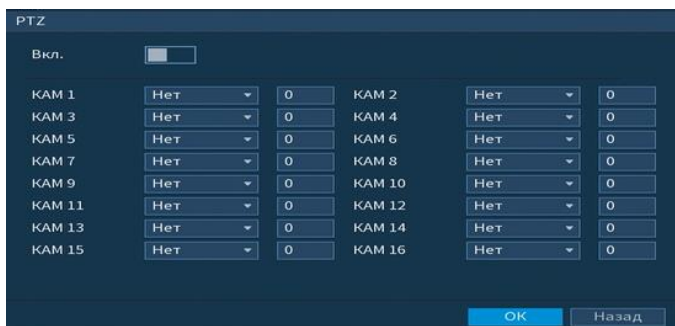 PTZ
Вкл.
КАМ 1 Нет 0 КАМ 2 Нет 0
КАМ 3 Нет 0 КАМ 4 Нет 0
КАМ 5 Нет 0 КАМ 6 Нет 0
КАМ 7 Нет 0 КАМ 8 Нет 0
КАМ 9 Нет 0 КАМ 10 Нет 0
КАМ 11 Нет 0 КАМ 12 Нет 0
КАМ 13 Нет 0 КАМ 14 Нет 0
КАМ 15 Нет 0 КАМ 16 Нет 0
ОК Назад